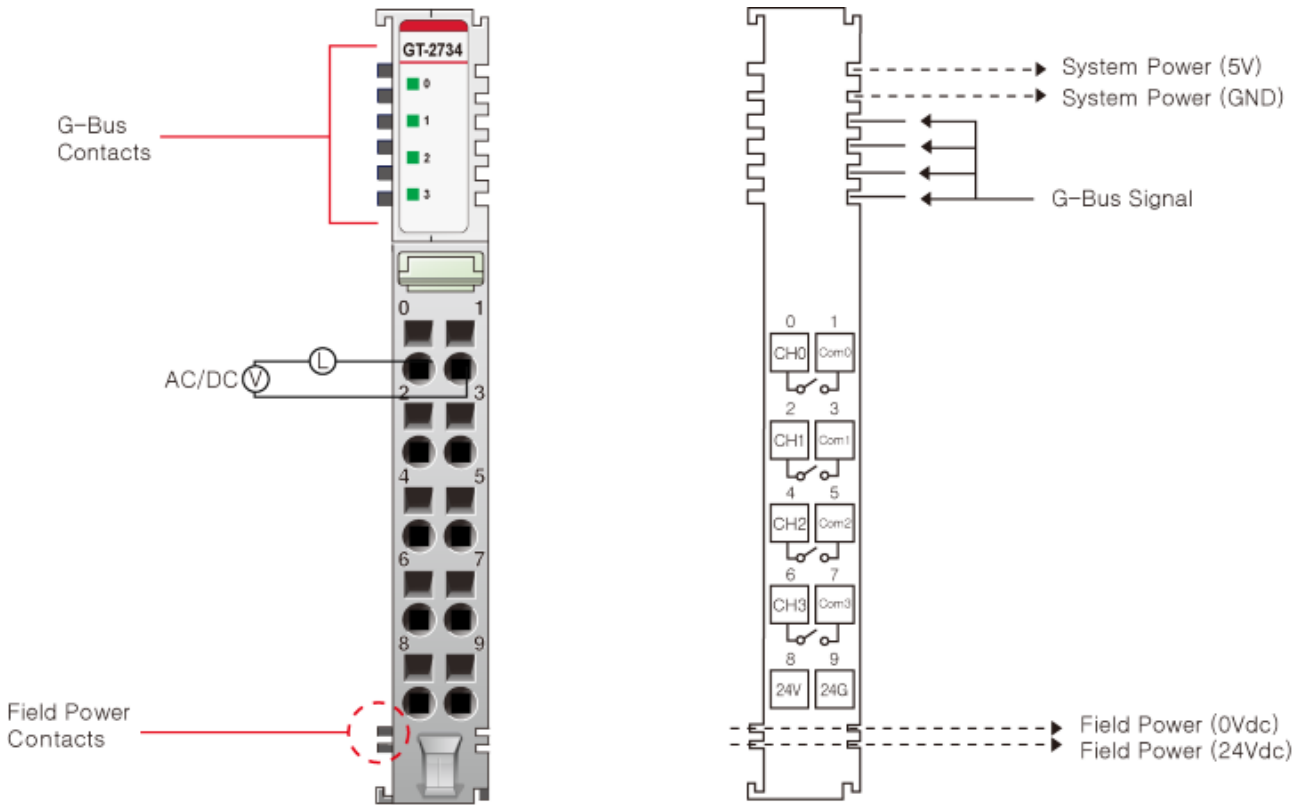 GT-2734
0
1
2
3
G-Bus
Contacts
0 1
AC/DC V
L
2 3
4 5
6 7
8 9
Field Power
Contacts
System Power (5V)
System Power (GND)
G-Bus Signal
0 1
CH0 Com0
2 3
CH1 Com1
4 5
CH2 Com2
6 7
CH3 Com3
8 9
24V 24G
Field Power (0Vdc)
Field Power (24Vdc)